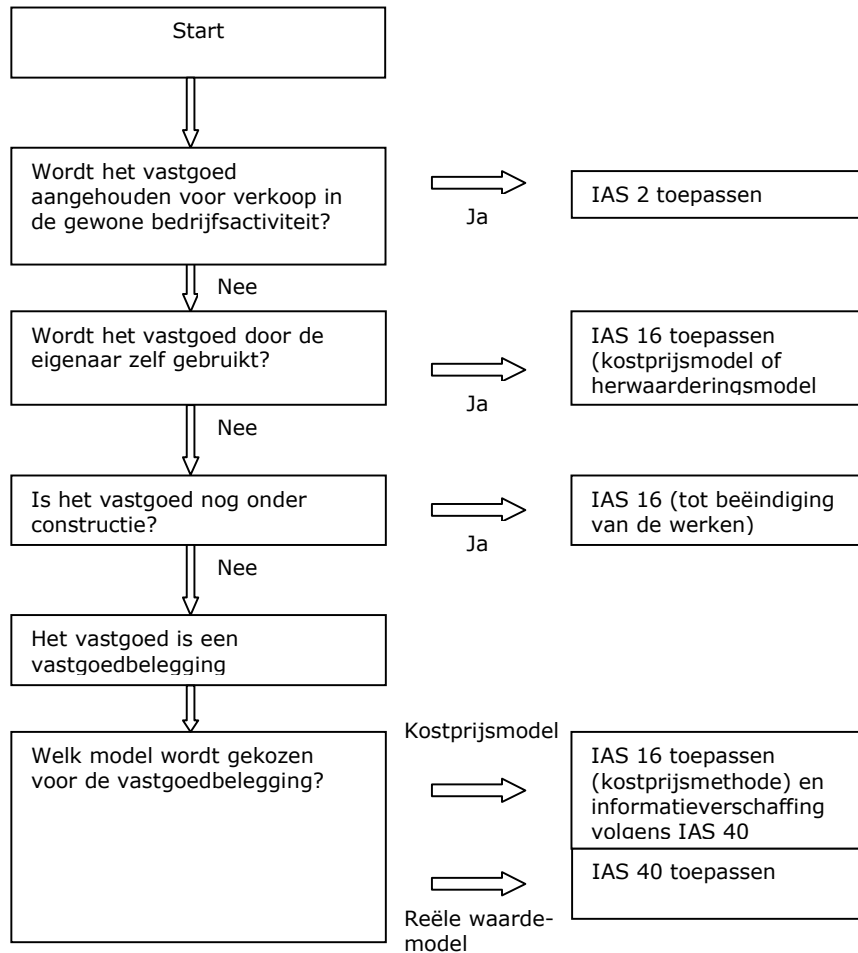 Start
Wordt het vastgoed
aangehouden voor verkoop in
de gewone bedrijfsactiviteit?
Ja
IAS 2 toepassen
Nee
Wordt het vastgoed door de
eigenaar zelf gebruikt?
Ja
IAS 16 toepassen
(kostprijsmodel of
herwaarderingsmodel
Nee
Is het vastgoed nog onder
constructie?
Ja
IAS 16 (tot beëindiging
van de werken)
Nee
Het vastgoed is een
vastgoedbelegging
Welk model wordt gekozen
voor de vastgoedbelegging?
Kostprijsmodel
IAS 16 toepassen
(kostprijsmethode) en
informatieverschaffing
volgens IAS 40
Reële waarde-
model
IAS 40 toepassen